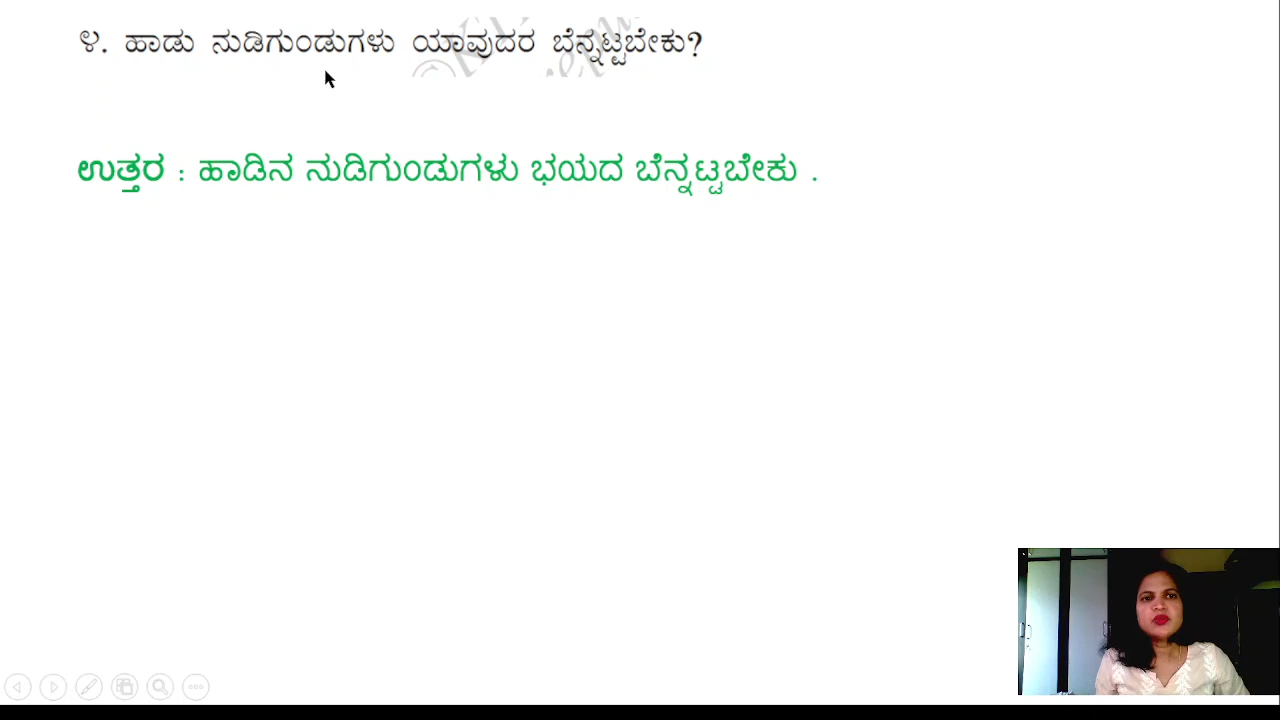 ೪. ಹಾಡು ನುಡಿಗುಂಡುಗಳು ಯಾವುದರ ಬೆನ್ನಟ್ಟಬೇಕು?
ಉತ್ತರ : ಹಾಡಿನ ನುಡಿಗುಂಡುಗಳು ಭಯದ ಬೆನ್ನಟ್ಟಬೇಕು .